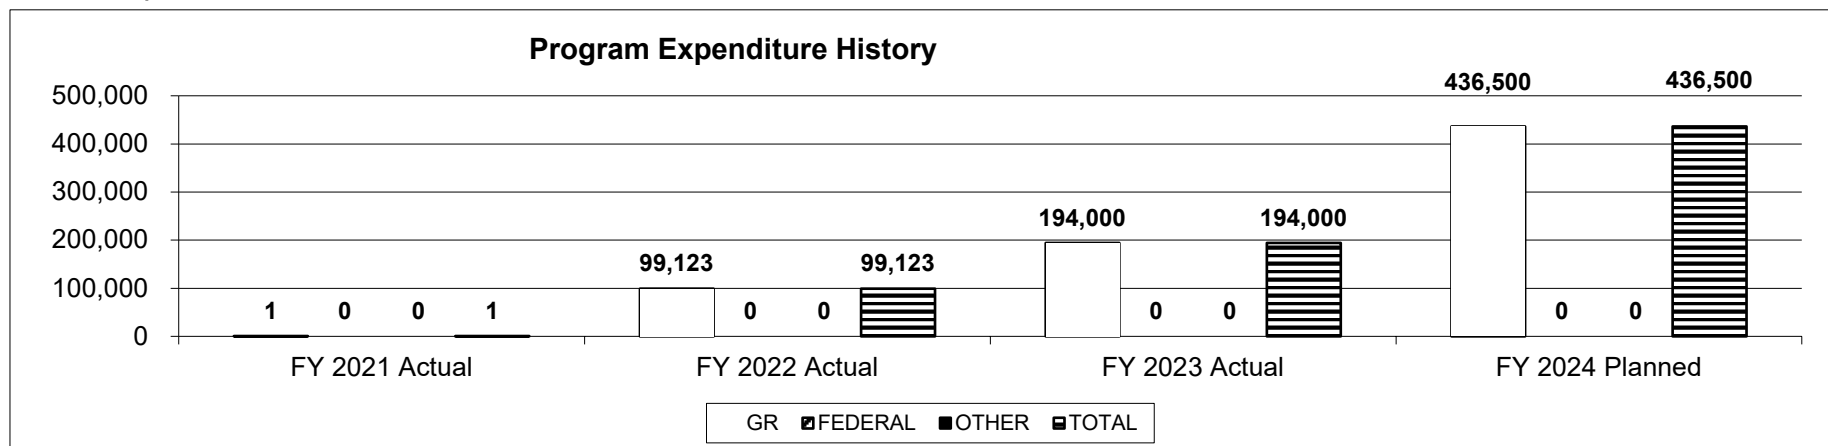 Program Expenditure History
436,500 436,500
500,000
400,000
300,000
194,000 194,000
200,000
99,123 99,123
100,000
1 0 0 1 0 0 0 0 0 0
0
FY 2021 Actual FY 2022 Actual FY 2023 Actual FY 2024 Planned
GR FEDERAL OTHER TOTAL